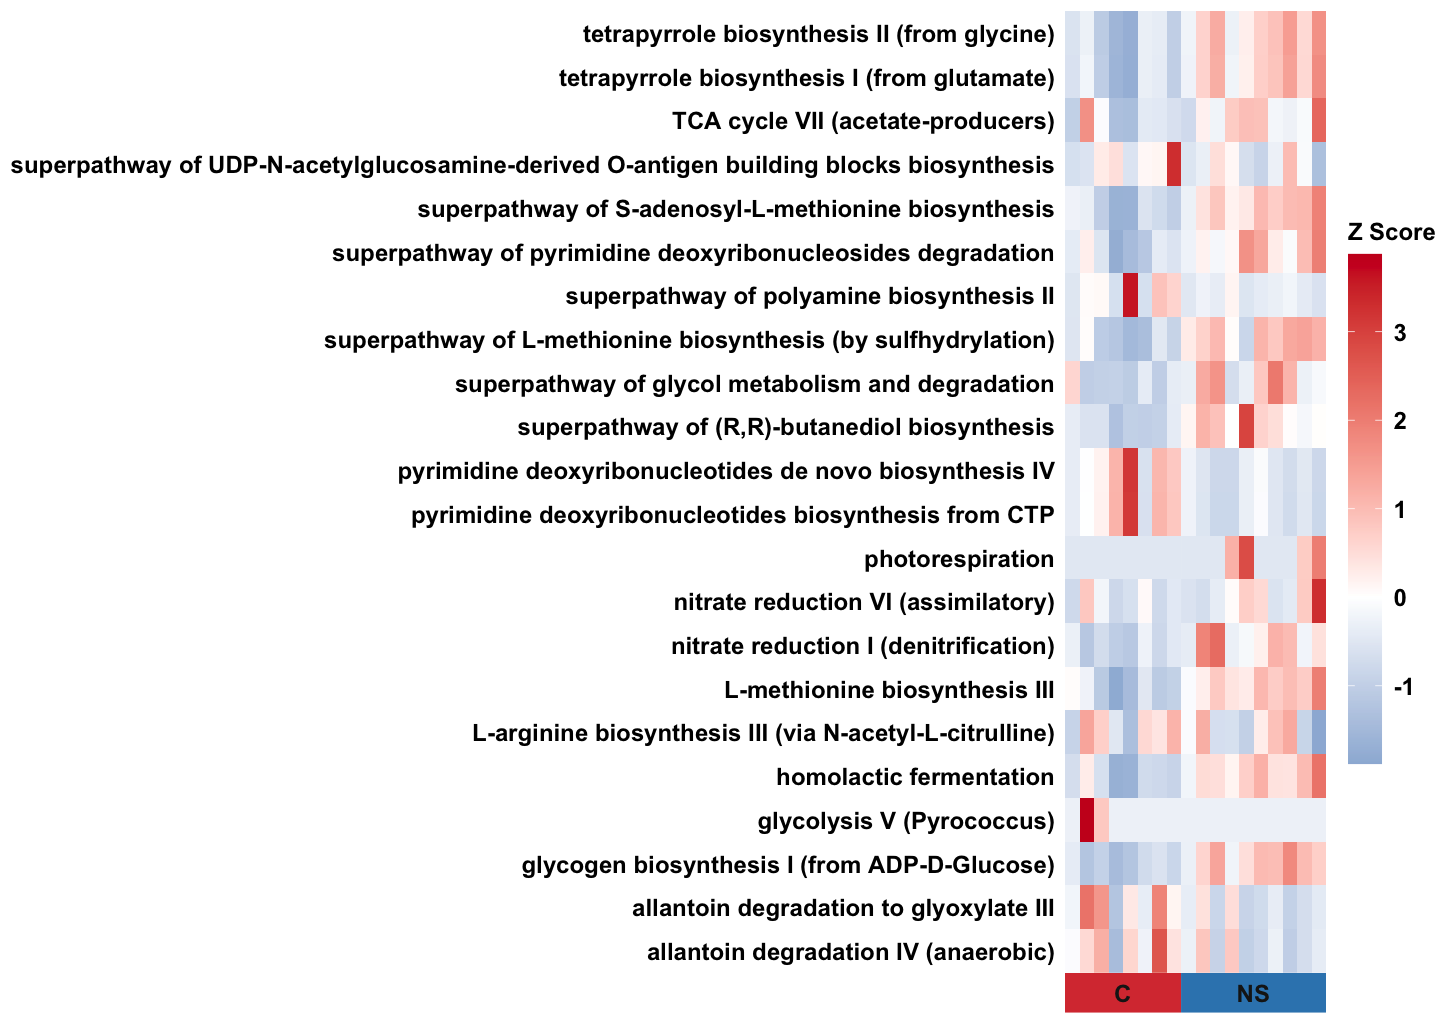 tetrapyrrole biosynthesis II (from glycine)
tetrapyrrole biosynthesis I (from glutamate)
TCA cycle VII (acetate-producers)
superpathway of UDP-N-acetylglucosamine-derived O-antigen building blocks biosynthesis
superpathway of S-adenosyl-L-methionine biosynthesis
superpathway of pyrimidine deoxyribonucleosides degradation
superpathway of polyamine biosynthesis II
superpathway of L-methionine biosynthesis (by sulfhydrylation)
superpathway of glycol metabolism and degradation
superpathway of (R,R)-butanediol biosynthesis
pyrimidine deoxyribonucleotides de novo biosynthesis IV
pyrimidine deoxyribonucleotides biosynthesis from CTP
photorespiration
nitrate reduction VI (assimilatory)
nitrate reduction I (denitrification)
L-methionine biosynthesis III
L-arginine biosynthesis III (via N-acetyl-L-citrulline)
homolactic fermentation
glycolysis V (Pyrococcus)
glycogen biosynthesis I (from ADP-D-Glucose)
allantoin degradation to glyoxylate III
allantoin degradation IV (anaerobic)
C
NS
Z Score
3
2
1
0
-1